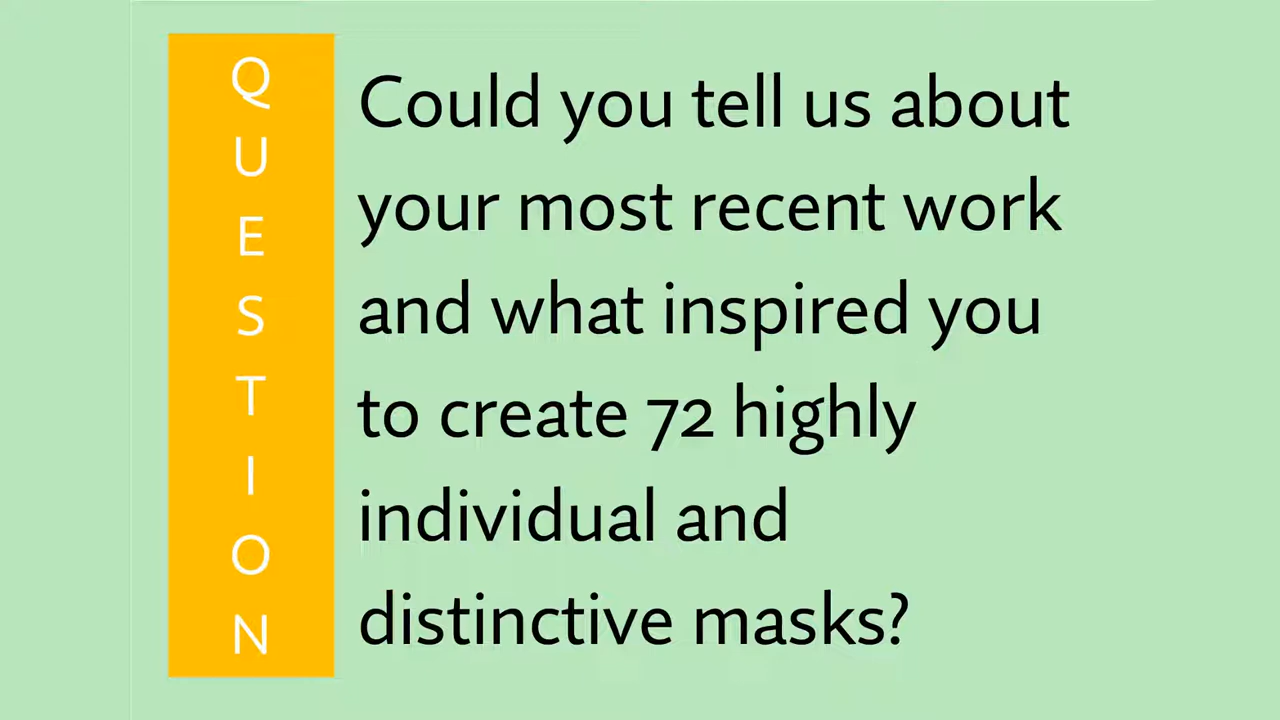 QUESTION
Could you tell us about
your most recent work
and what inspired you
to create 72 highly
individual and
distinctive masks?